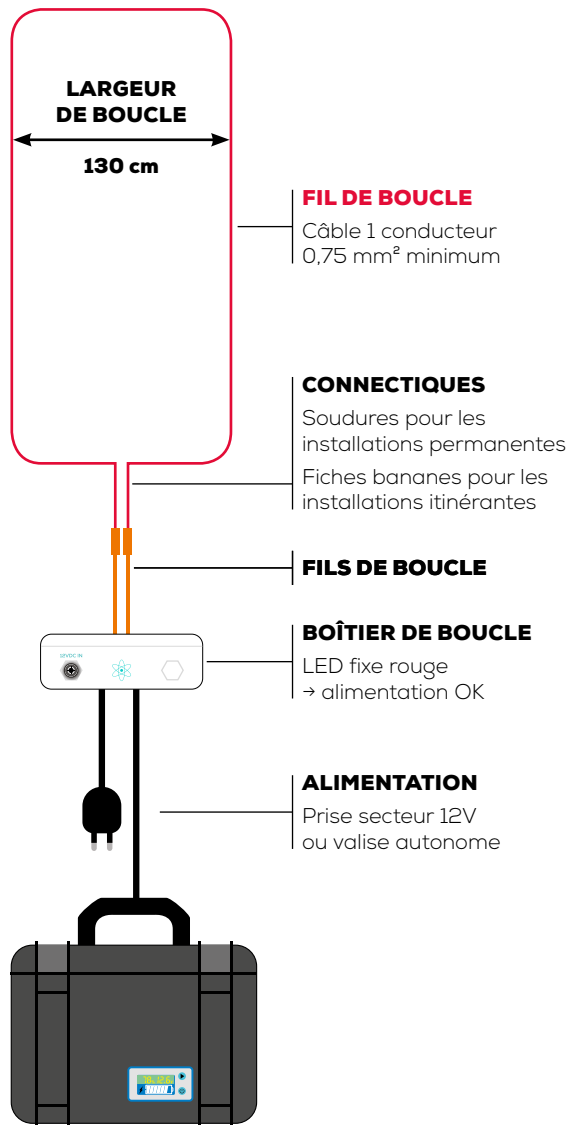 LARGEUR
DE BOUCLE
130 cm
FIL DE BOUCLE
Câble 1 conducteur
0,75 mm² minimum
CONNECTIQUES
Soudures pour les
installations permanentes
Fiches bananes pour les
installations itinérantes
FILS DE BOUCLE
BOÎTIER DE BOUCLE
LED fixe rouge
→ alimentation OK
12VDC IN
ALIMENTATION
Prise secteur 12V
ou valise autonome